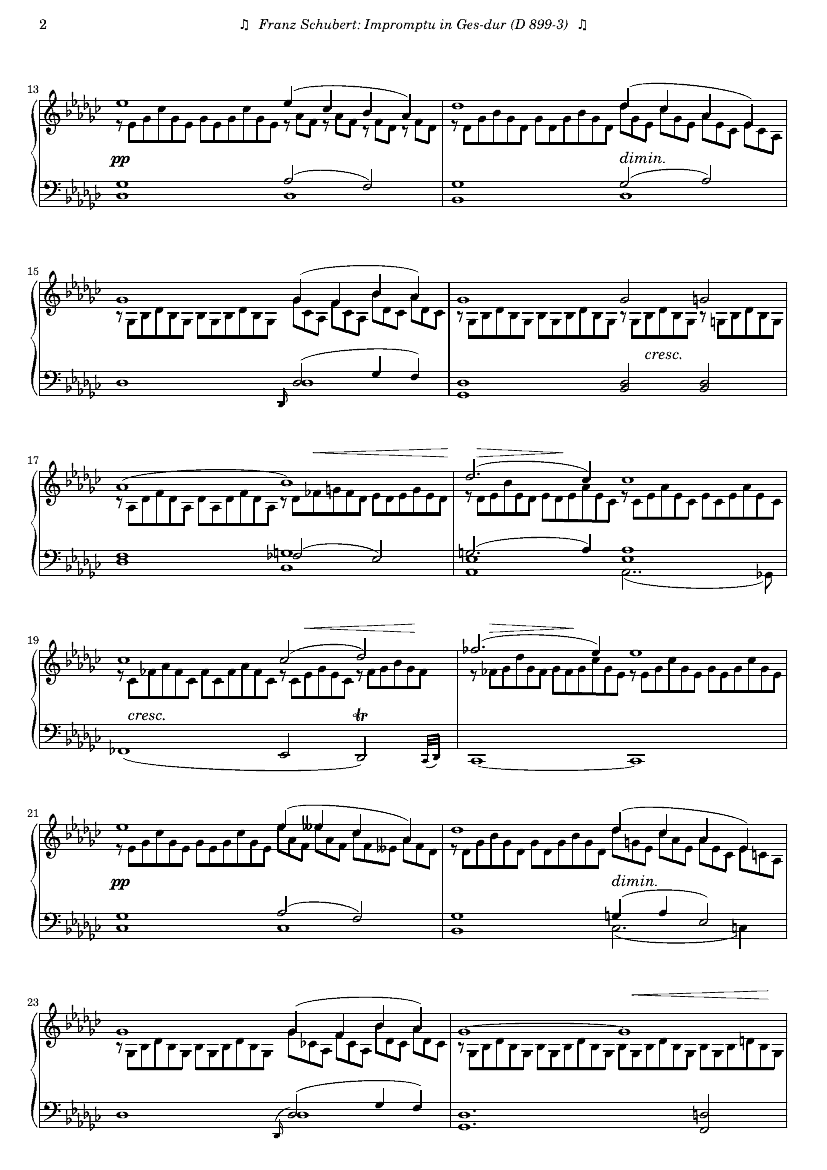 2
♫ Franz Schubert: Impromptu in Ges-dur (D 899-3) ♫
13
pp
dimin.
15
cresc.
17
19
cresc.
tr
21
pp
dimin.
23